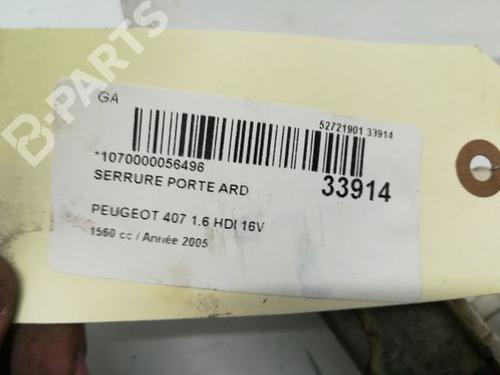 B-PARTS
GA
52721901 33914
*1070000056496
SERRURE PORTE ARD
33914
PEUGEOT 407 1.6 HDI 16V
1560 cc / Année 2005